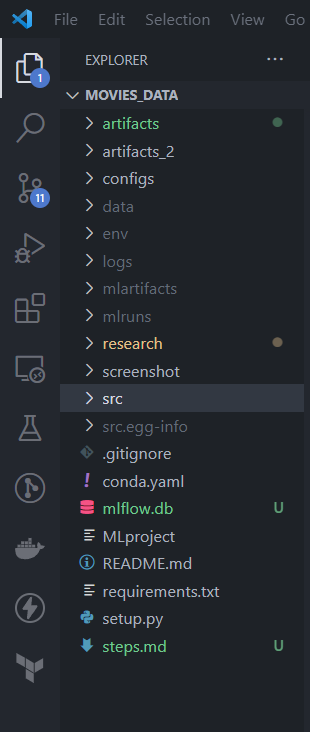 File Edit Selection View Go
EXPLORER ...
MOVIES_DATA
artifacts
artifacts_2
configs
data
env
logs
mlartifacts
mlruns
research
screenshot
src
src.egg-info
.gitignore
conda.yaml
mlflow.db U
MLproject
README.md
requirements.txt
setup.py
steps.md U
1
11